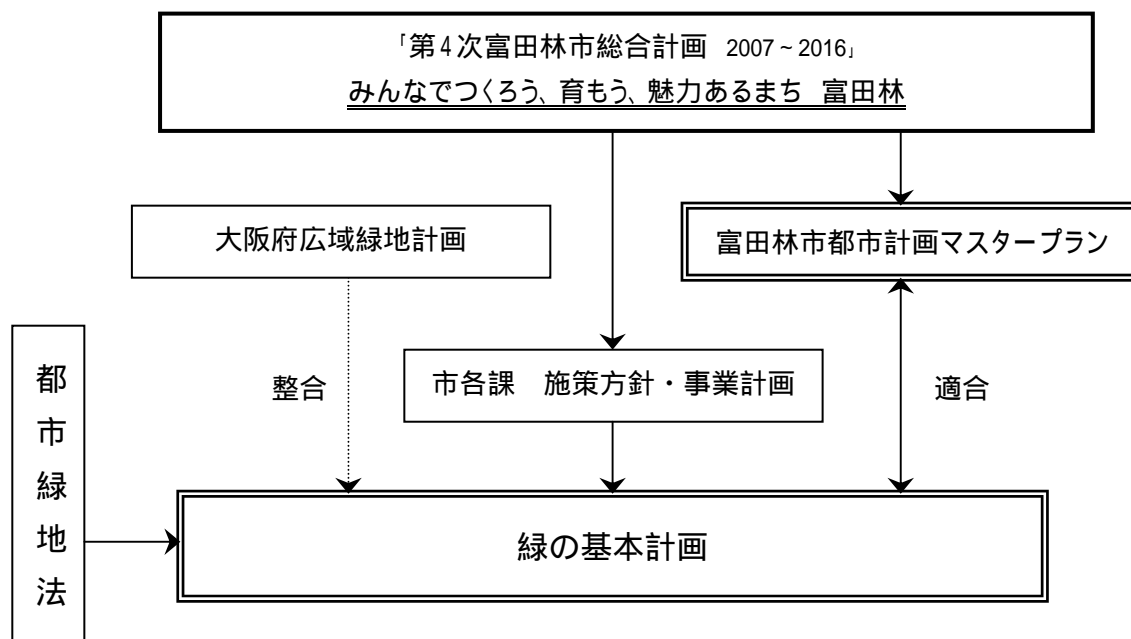 「第4次富田林市総合計画 2007~2016」
みんなでつくろう、育もう、魅力あるまち 富田林
大阪府広域緑地計画
富田林市都市計画マスタープラン
都市緑地法
整合
市各課 施策方針・事業計画
適合
緑の基本計画